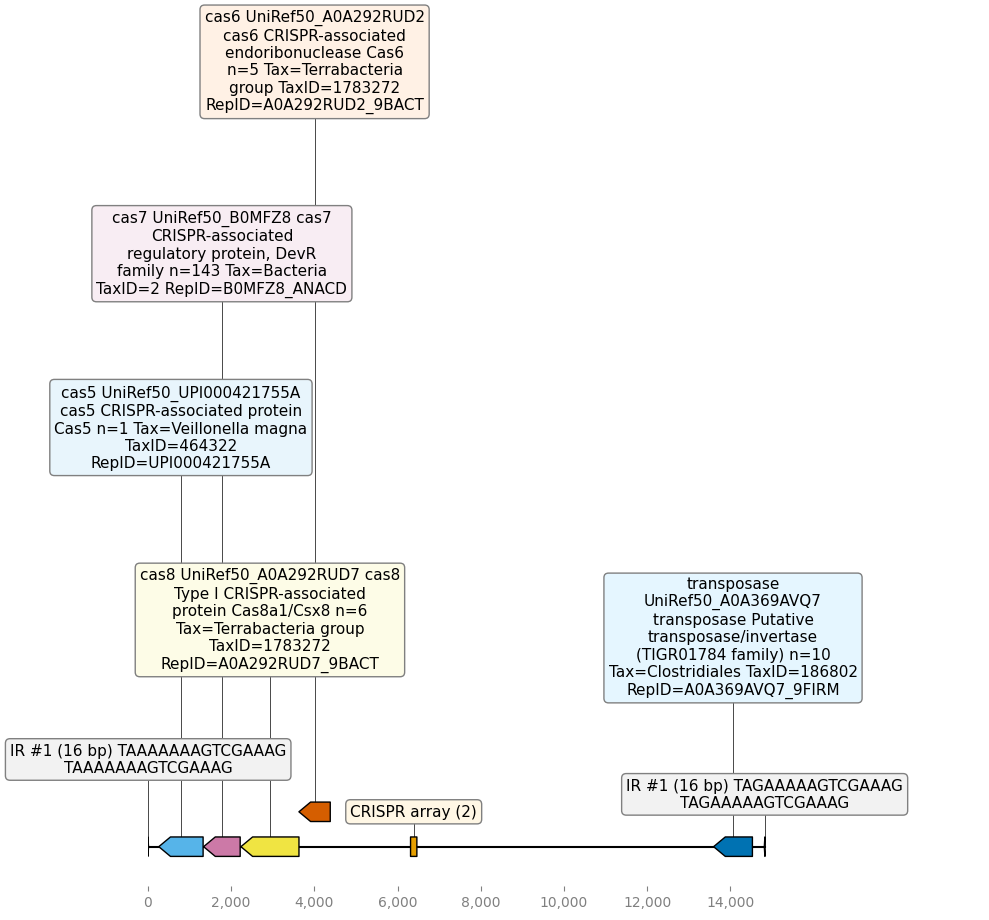 cas6 UniRef50_A0A292RUD2
cas6 CRISPR-associated
endoribonuclease Cas6
n=5 Tax=Terrabacteria
group TaxID=1783272
RepID=A0A292RUD2_9BACT
cas7 UniRef50_B0MFZ8 cas7
CRISPR-associated
regulatory protein, DevR
family n=143 Tax=Bacteria
TaxID=2 RepID=B0MFZ8_ANACD
cas5 UniRef50_UPI000421755A
cas5 CRISPR-associated protein
Cas5 n=1 Tax=Veillonella magna
TaxID=464322
RepID=UPI000421755A
cas8 UniRef50_A0A292RUD7 cas8
Type I CRISPR-associated
protein Cas8a1/Csx8 n=6
Tax=Terrabacteria group
TaxID=1783272
RepID=A0A292RUD7_9BACT
transposase
UniRef50_A0A369AVQ7
transposase Putative
transposase/invertase
(TIGR01784 family) n=10
Tax=Clostridiales TaxID=186802
RepID=A0A369AVQ7_9FIRM
IR #1 (16 bp) TAAAAAAAGTCGAAAG
TAAAAAAAGTCGAAAG
IR #1 (16 bp) TAGAAAAAGTCGAAAG
TAGAAAAAGTCGAAAG
CRISPR array (2)
0 2,000 4,000 6,000 8,000 10,000 12,000 14,000